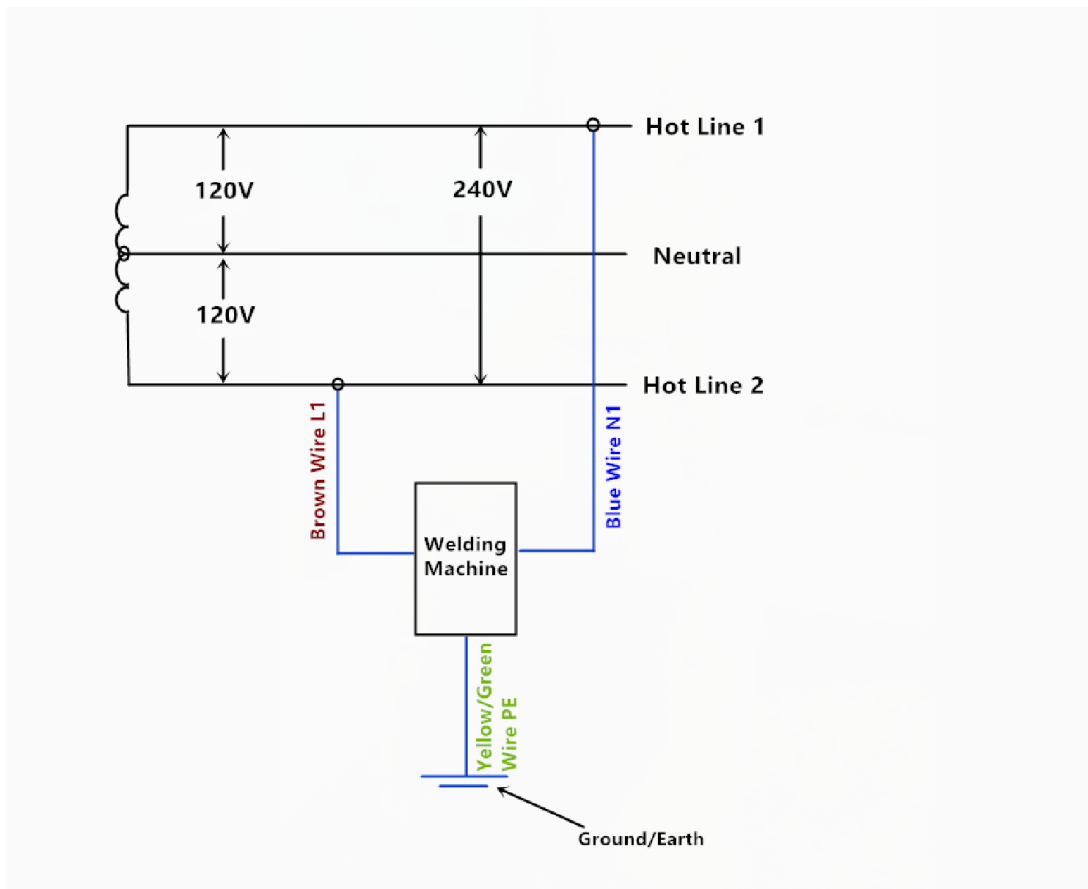 Hot Line 1
120V
240V
Neutral
120V
Hot Line 2
Brown Wire L1
Blue Wire N1
Welding
Machine
Yellow/Green
Wire PE
Ground/Earth